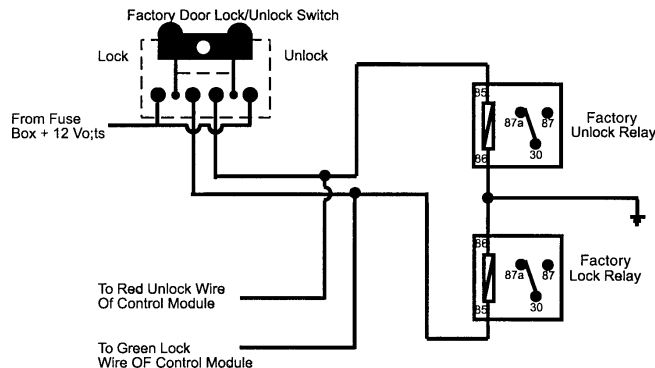 Factory Door Lock/Unlock Switch
Lock
Unlock
From Fuse
Box + 12 Vo;ts
85
87a
87
86
30
Factory
Unlock Relay
86
87a
87
85
30
Factory
Lock Relay
To Red Unlock Wire
Of Control Module
To Green Lock
Wire OF Control Module